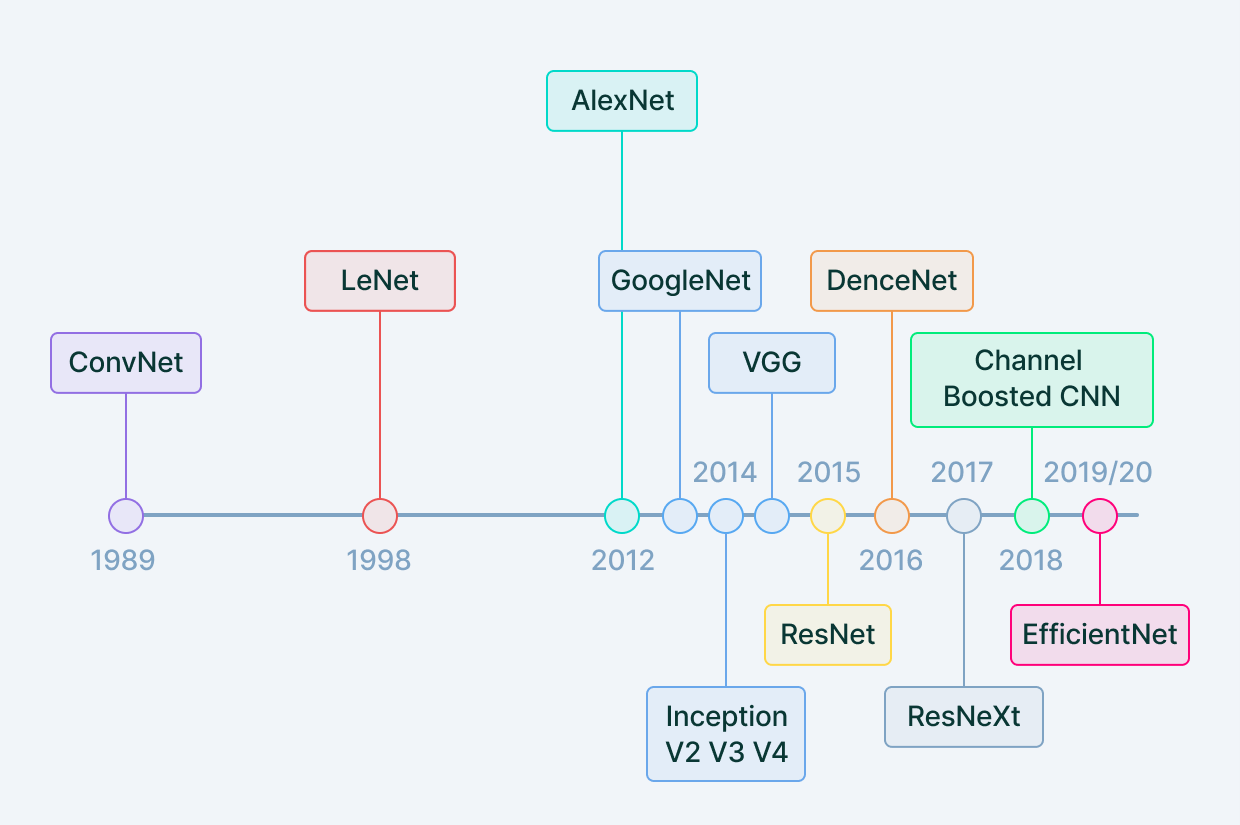 AlexNet
LeNet
GoogleNet
DenceNet
ConvNet
VGG
Channel
Boosted CNN
2014
2015
2017
2019/20
1989
1998
2012
2016
2018
ResNet
EfficientNet
Inception
V2 V3 V4
ResNeXt